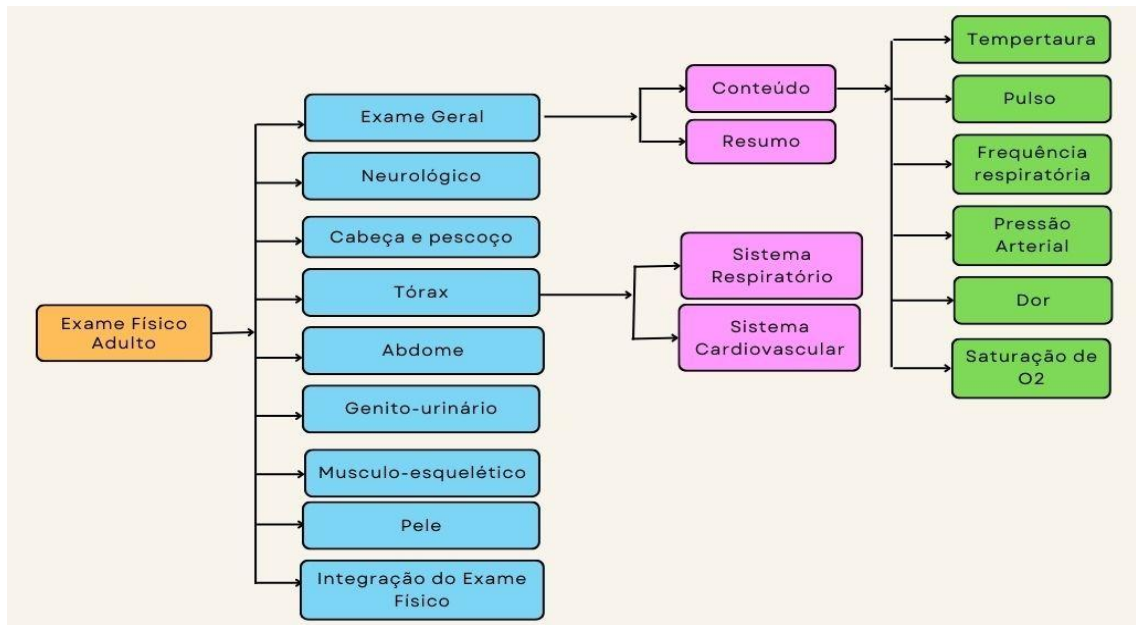 Exame Físico
Adulto
Exame Geral
Neurológico
Cabeça e pescoço
Tórax
Abdome
Genito-urinário
Musculo-esquelético
Pele
Integração do Exame
Físico
Conteúdo
Resumo
Sistema
Respiratório
Sistema
Cardiovascular
Tempertaura
Pulso
Frequência
respiratória
Pressão
Arterial
Dor
Saturação de
O2